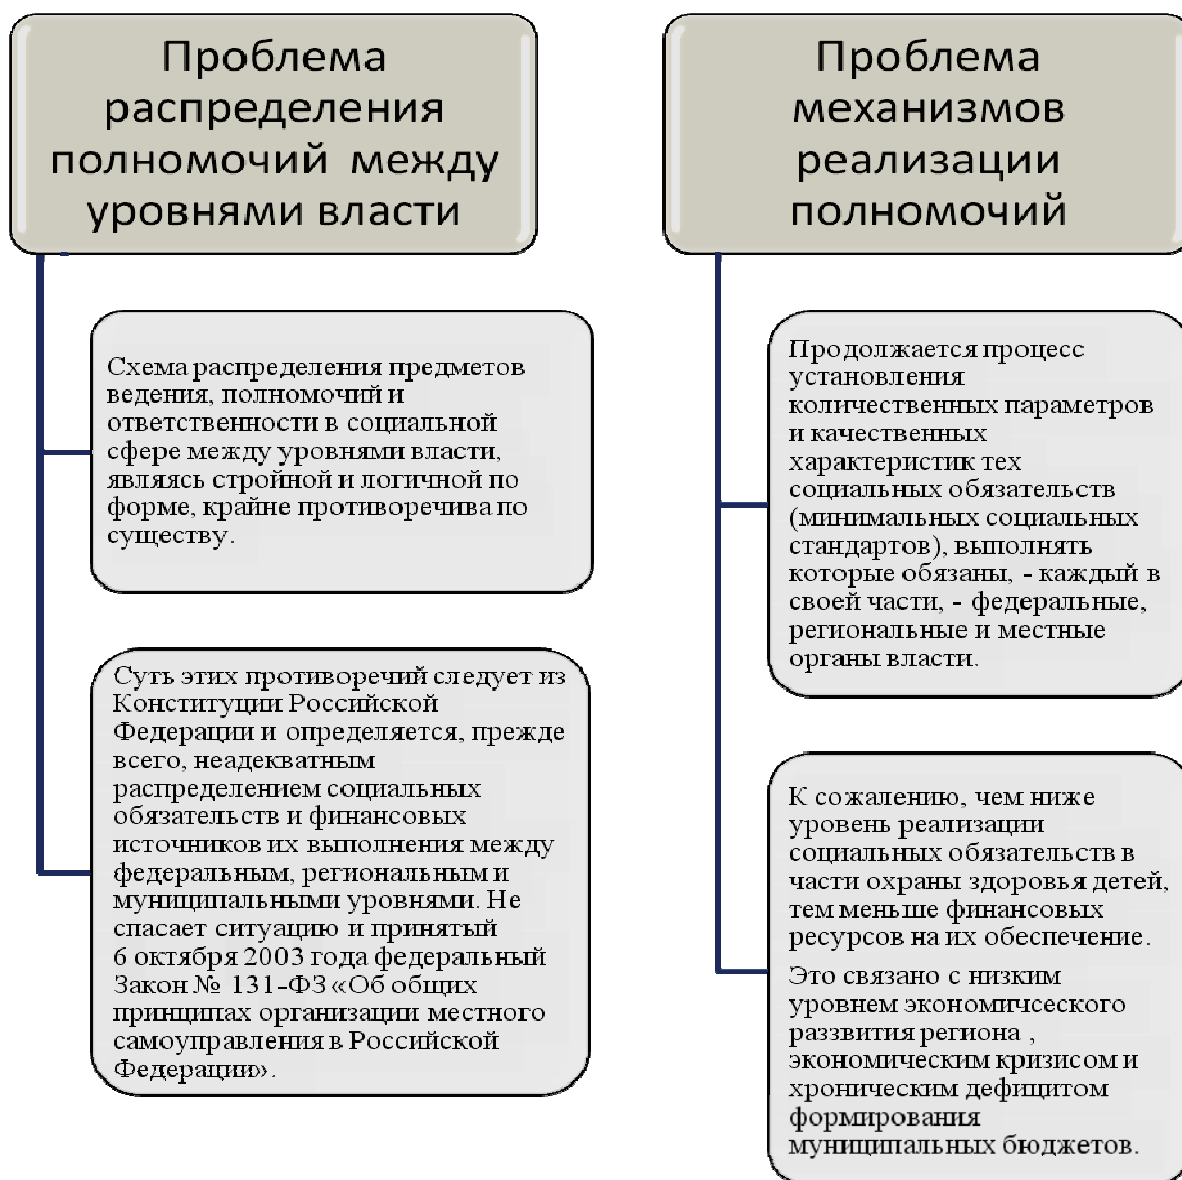 Проблема
распределения
полномочий между
уровнями власти
Схема распределения предметов
ведения, полномочий и
ответственности в социальной
сфере между уровнями власти,
являясь стройной и логичной по
форме, крайне противоречива по
существу.
Суть этих противоречий следует из
Конституции Российской
Федерации и определяется, прежде
всего, неадекватным
распределением социальных
обязательств и финансовых
источников их выполнения между
федеральным, региональным и
муниципальными уровнями. Не
спасает ситуацию и принятый
6 октября 2003 года федеральный
Закон № 131-ФЗ «Об общих
принципах организации местного
самоуправления в Российской
Федерации».
Проблема
механизмов
реализации
полномочий
Продолжается процесс
установления
количественных параметров
и качественных
характеристик тех
социальных обязательств
(минимальных социальных
стандартов), выполнять
которые обязаны, - каждый в
своей части, - федеральные,
региональные и местные
органы власти.
К сожалению, чем ниже
уровень реализации
социальных обязательств в
части охраны здоровья детей,
тем меньше финансовых
ресурсов на их обеспечение.
Это связано с низким
уровнем экономичсеского
раззвития региона ,
экономическим кризисом и
хроническим дефицитом
формирования
муниципальных бюджетов.